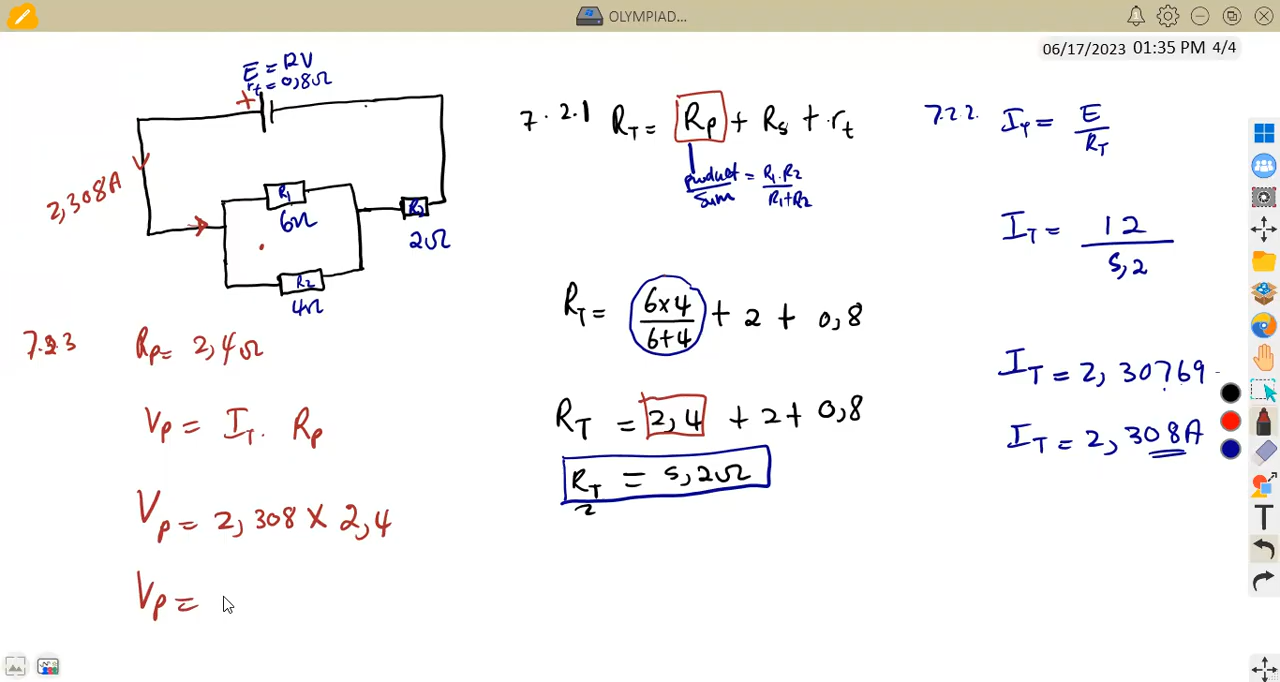 OLYMPIAD...
06/17/2023 01:35 PM 4/4
E = 12V
rt = 0,8Ω
+
2,308A
R1
6Ω
R2
4Ω
R3
2Ω
7.2.1 RT = Rp + Rs + rt
product/sum = R1.R2/R1+R2
RT = 6x4/6+4 + 2 + 0,8
RT = 2,4 + 2 + 0,8
RT = 5,2Ω
2
7.2.2. IT = E/RT
IT = 12/5,2
IT = 2,30769
IT = 2,308A
7.2.3 Rp = 2,4Ω
Vp = IT. Rp
Vp = 2,308 x 2,4
Vp =
T